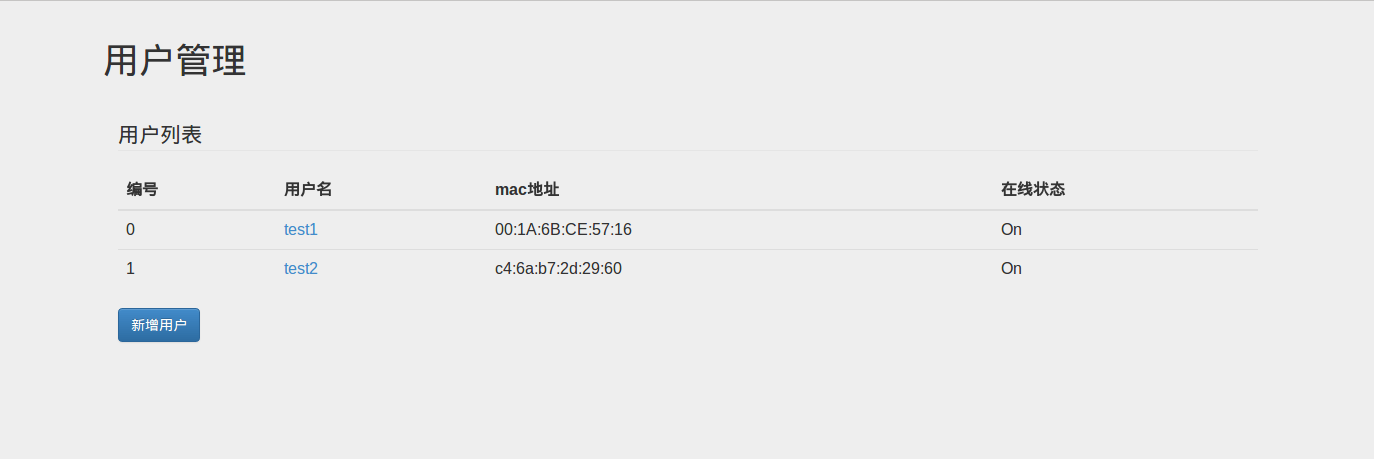 用户管理
用户列表
编号 用户名 mac地址 在线状态
0 test1 00:1A:6B:CE:57:16 On
1 test2 c4:6a:b7:2d:29:60 On
新增用户